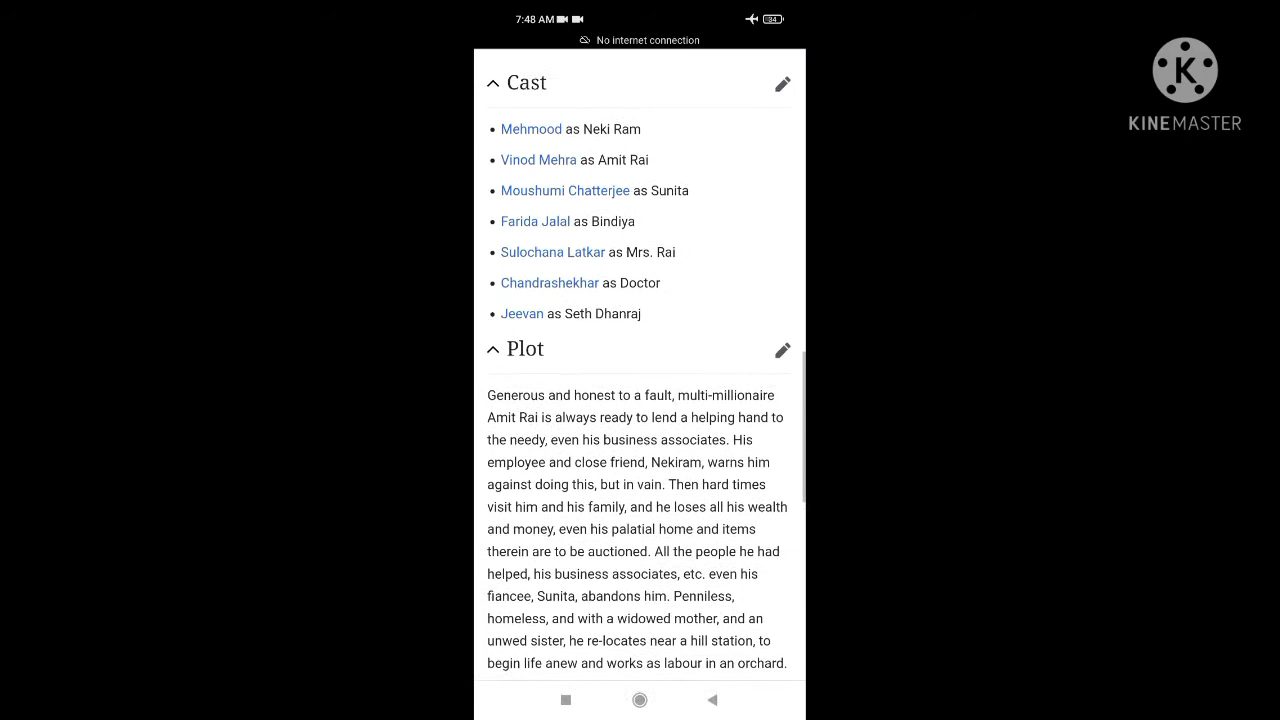 7:48 AM
34
No internet connection
KINEMASTER
Cast
Mehmood as Neki Ram
Vinod Mehra as Amit Rai
Moushumi Chatterjee as Sunita
Farida Jalal as Bindiya
Sulochana Latkar as Mrs. Rai
Chandrashekhar as Doctor
Jeevan as Seth Dhanraj
Plot
Generous and honest to a fault, multi-millionaire
Amit Rai is always ready to lend a helping hand to
the needy, even his business associates. His
employee and close friend, Nekiram, warns him
against doing this, but in vain. Then hard times
visit him and his family, and he loses all his wealth
and money, even his palatial home and items
therein are to be auctioned. All the people he had
helped, his business associates, etc. even his
fiancee, Sunita, abandons him. Penniless,
homeless, and with a widowed mother, and an
unwed sister, he re-locates near a hill station, to
begin life anew and works as labour in an orchard.